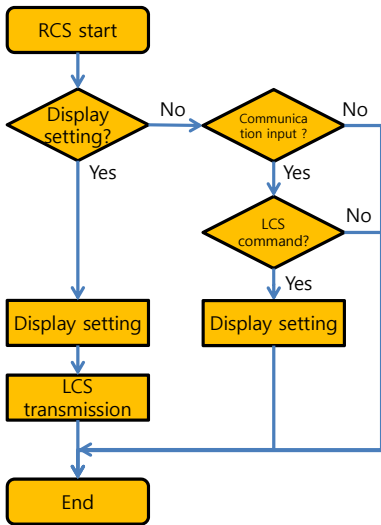 RCS start
Display
setting?
No
Communica
tion input ?
No
Yes
Yes
LCS
command?
No
Yes
Display setting
Display setting
LCS
transmission
End